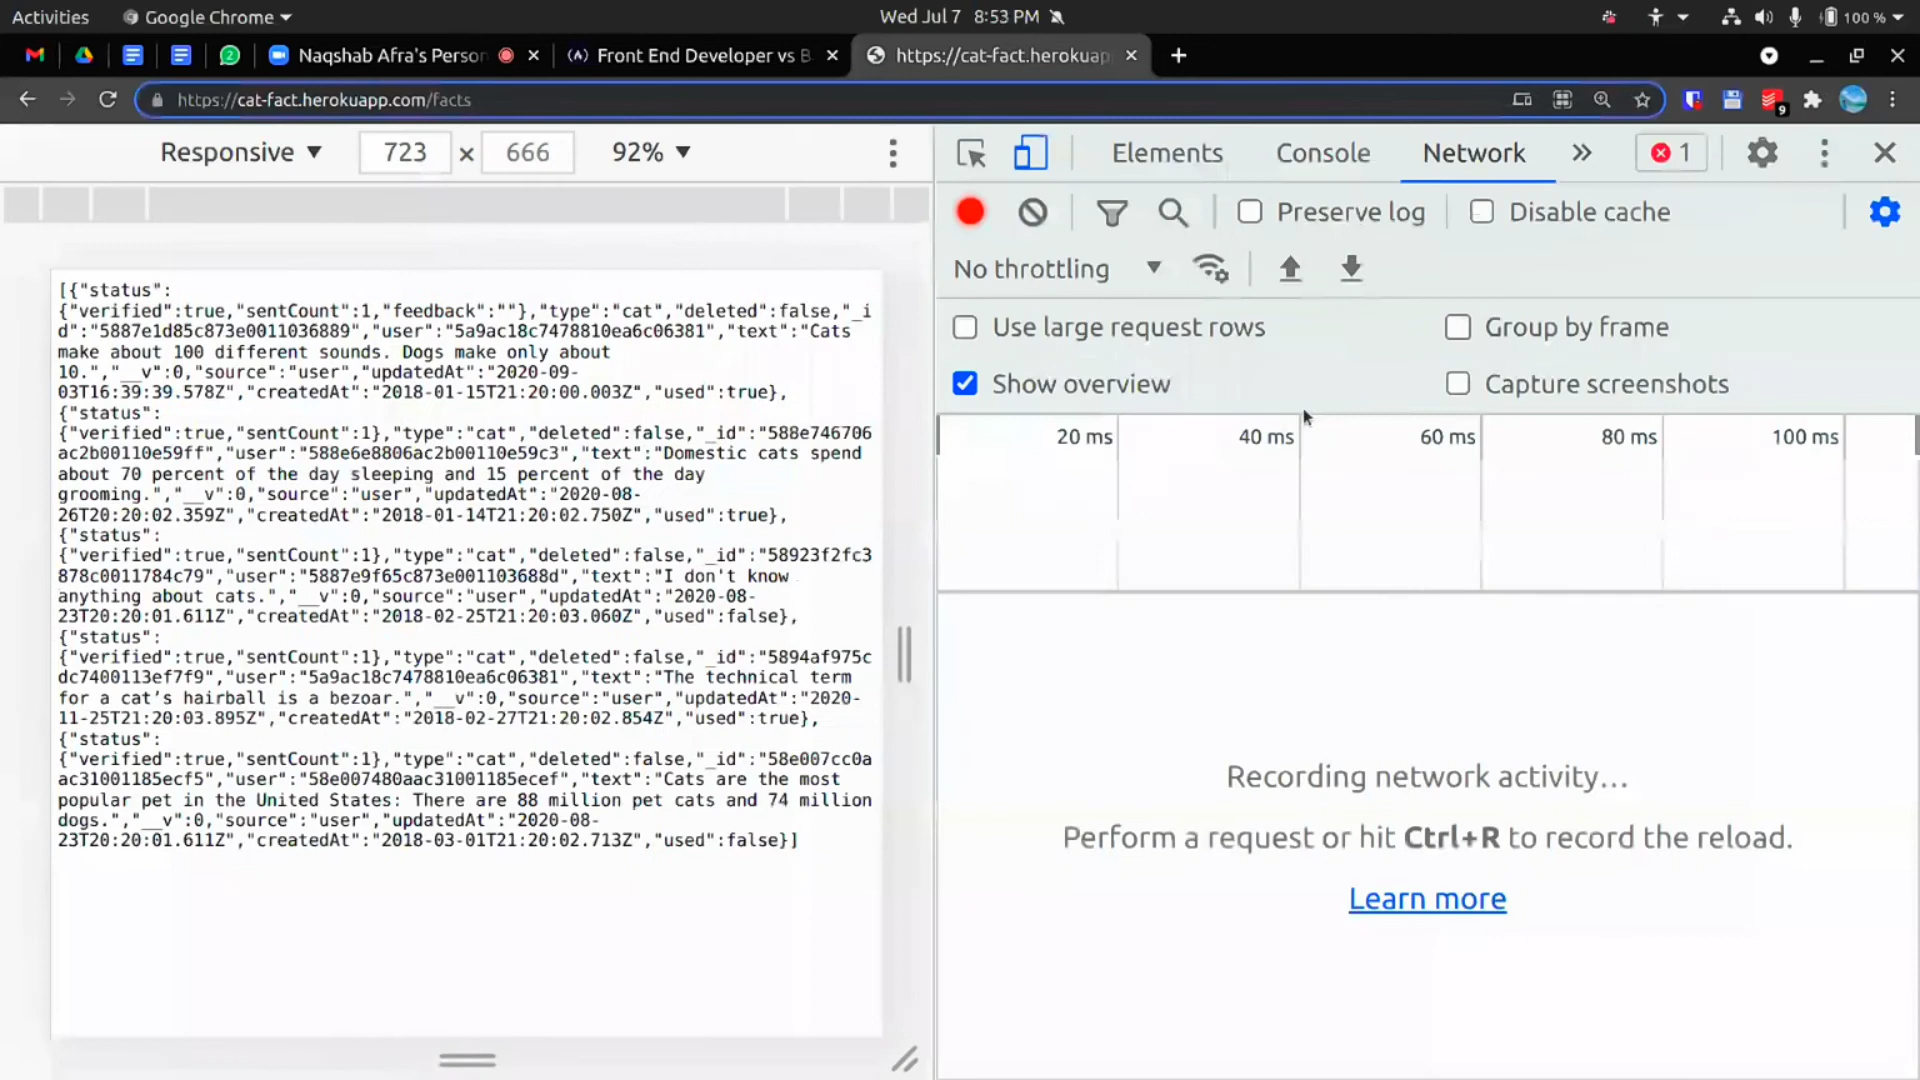 Activities Google Chrome Wed Jul 7 8:53 PM 100 %
2 Naqshab Afra's Person Front End Developer vs B https://cat-fact.herokuap
https://cat-fact.herokuapp.com/facts 9
Responsive 723 x 666 92% Elements Console Network 1
Preserve log Disable cache
No throttling
Use large request rows Group by frame
Show overview Capture screenshots
20 ms 40 ms 60 ms 80 ms 100 ms
[{"status":
{"verified":true,"sentCount":1,"feedback":""},"type":"cat","deleted":false,"_i
d":"5887e1d85c873e0011036889","user":"5a9ac18c7478810ea6c06381","text":"Cats
make about 100 different sounds. Dogs make only about
10.","__v":0,"source":"user","updatedAt":"2020-09-
03T16:39:39.578Z","createdAt":"2018-01-15T21:20:00.003Z","used":true},
{"status":
{"verified":true,"sentCount":1},"type":"cat","deleted":false,"_id":"588e746706
ac2b00110e59ff","user":"588e6e8806ac2b00110e59c3","text":"Domestic cats spend
about 70 percent of the day sleeping and 15 percent of the day
grooming.","__v":0,"source":"user","updatedAt":"2020-08-
26T20:20:02.359Z","createdAt":"2018-01-14T21:20:02.750Z","used":true},
{"status":
{"verified":true,"sentCount":1},"type":"cat","deleted":false,"_id":"58923f2fc3
878c0011784c79","user":"5887e9f65c873e001103688d","text":"I don't know
anything about cats.","__v":0,"source":"user","updatedAt":"2020-08-
23T20:20:01.611Z","createdAt":"2018-02-25T21:20:03.060Z","used":false},
{"status":
{"verified":true,"sentCount":1},"type":"cat","deleted":false,"_id":"5894af975c
dc7400113ef7f9","user":"5a9ac18c7478810ea6c06381","text":"The technical term
for a cat’s hairball is a bezoar.","__v":0,"source":"user","updatedAt":"2020-
11-25T21:20:03.895Z","createdAt":"2018-02-27T21:20:02.854Z","used":true},
{"status":
{"verified":true,"sentCount":1},"type":"cat","deleted":false,"_id":"58e007cc0a
ac31001185ecf5","user":"58e007480aac31001185ecef","text":"Cats are the most
popular pet in the United States: There are 88 million pet cats and 74 million
dogs.","__v":0,"source":"user","updatedAt":"2020-08-
23T20:20:01.611Z","createdAt":"2018-03-01T21:20:02.713Z","used":false}]
Recording network activity…
Perform a request or hit Ctrl+R to record the reload.
Learn more